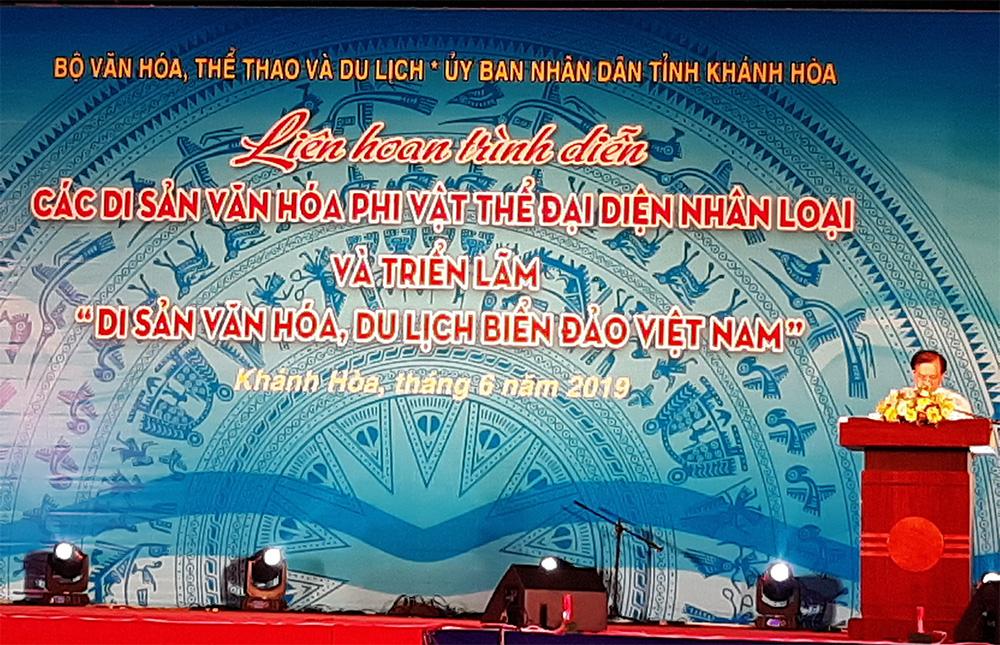 BỘ VĂN HÓA, THỂ THAO VÀ DU LỊCH * ỦY BAN NHÂN DÂN TỈNH KHÁNH HÒA
Liên hoan trình diễn
CÁC DI SẢN VĂN HÓA PHI VẬT THỂ ĐẠI DIỆN NHÂN LOẠI
VÀ TRIỂN LÃM
“DI SẢN VĂN HÓA, DU LỊCH BIỂN ĐẢO VIỆT NAM”
Khánh Hòa, tháng 6 năm 2019